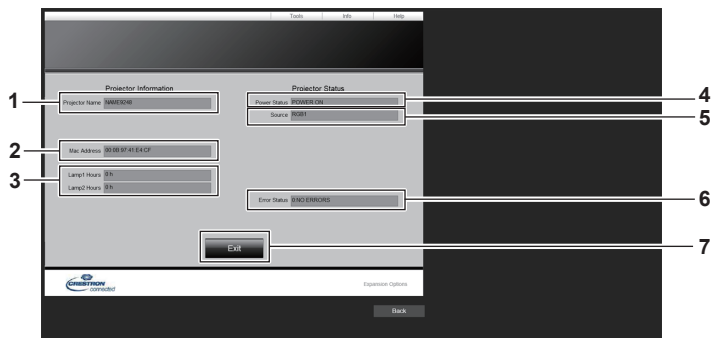 Tools Info Help
Projector Information
Projector Status
1 Projector Name NAME9248
Power Status POWER ON 4
Source RGB1 5
2 Mac Address 00:0B:97:41:E4:CF
3 Lamp1 Hours 0 h
Lamp2 Hours 0 h
Error Status 0:NO ERRORS 6
Exit 7
CRESTRON
connected
Expansion Options
Back